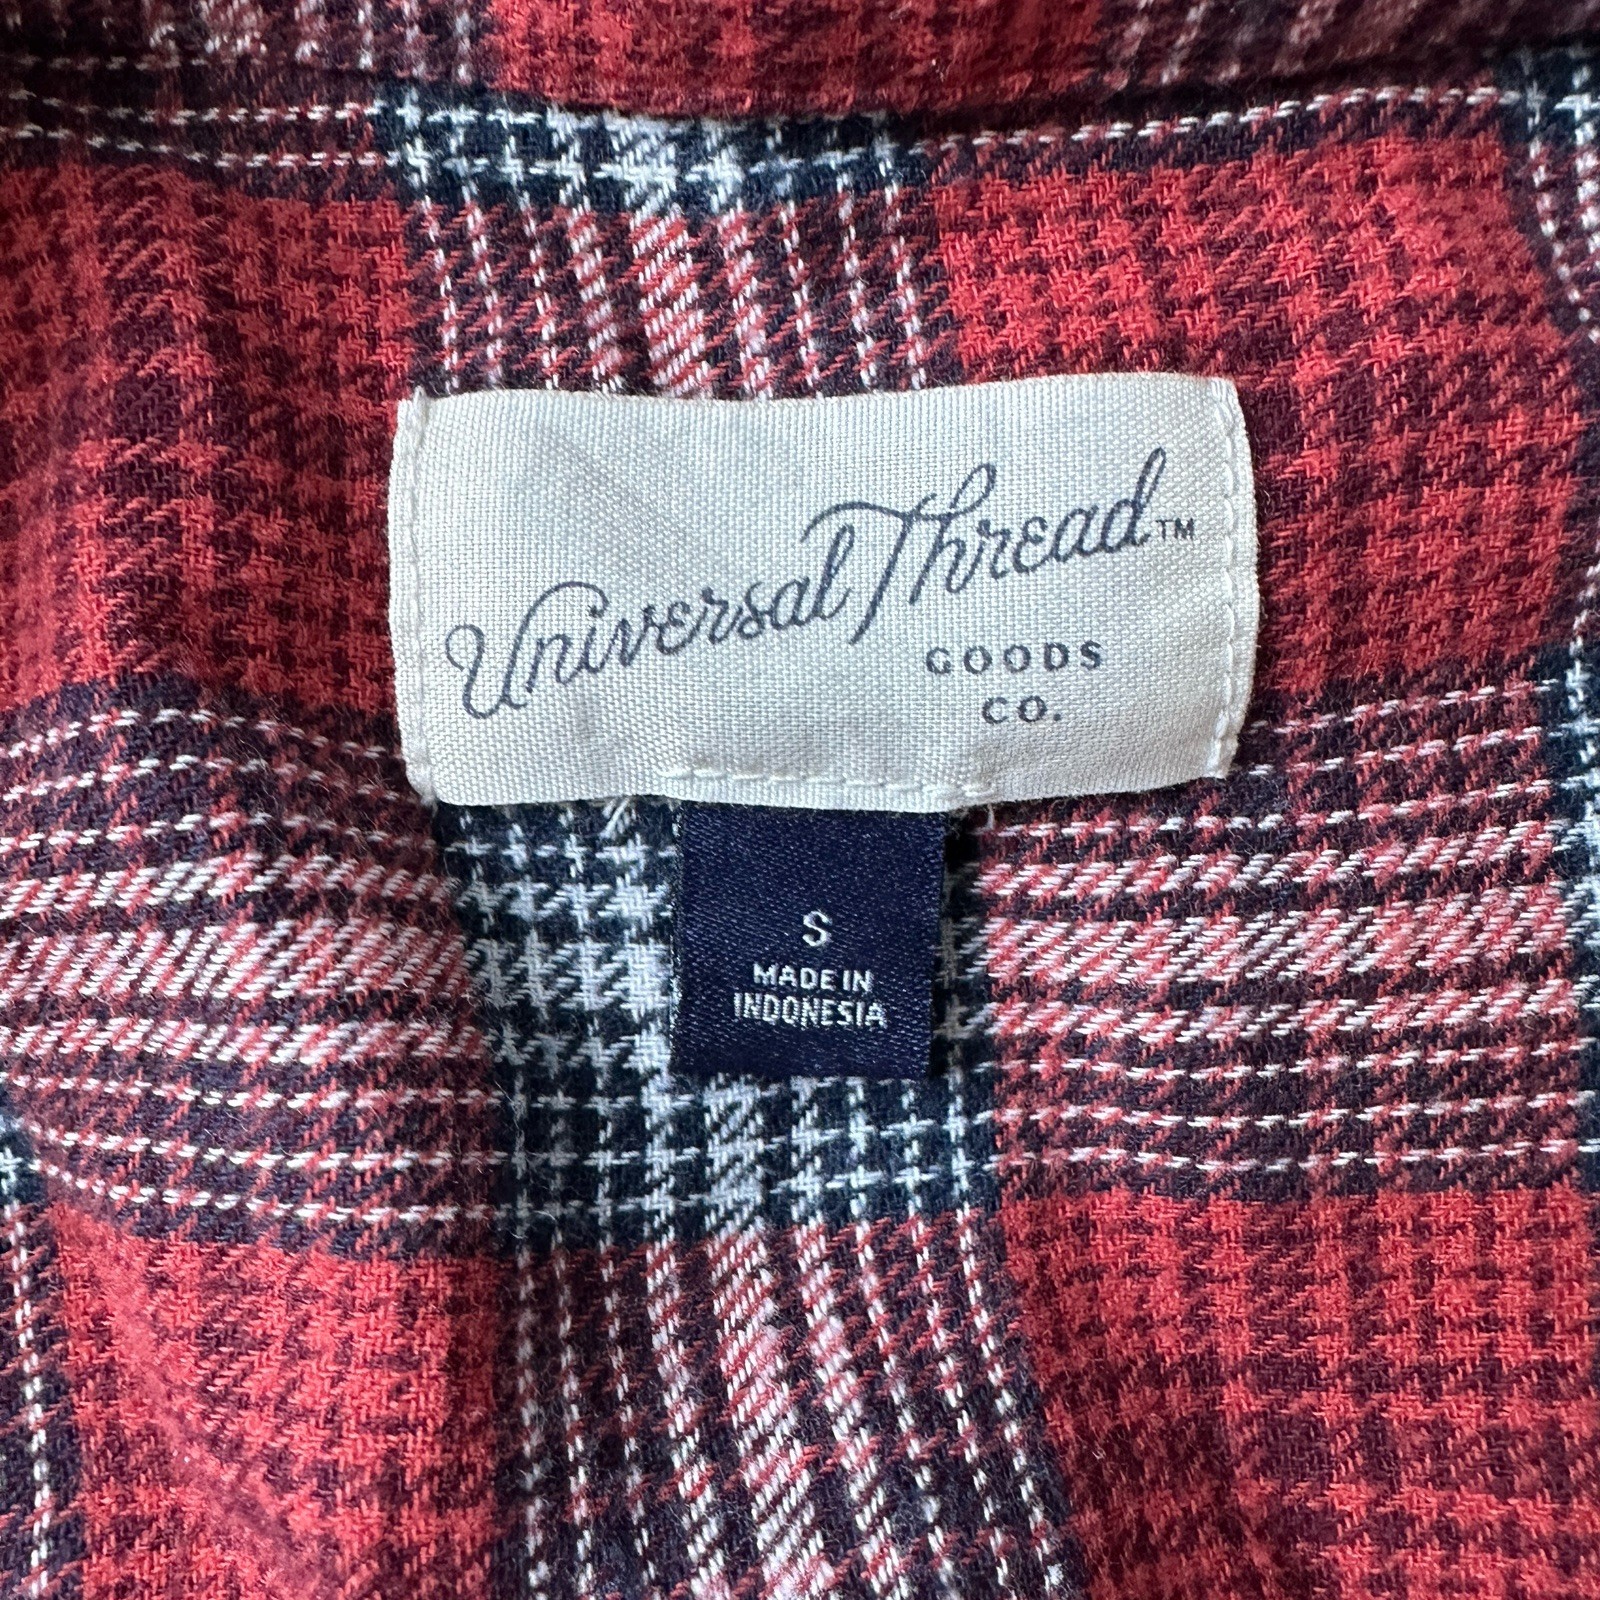 Universal Thread™
GOODS
CO.
S
MADE IN
INDONESIA